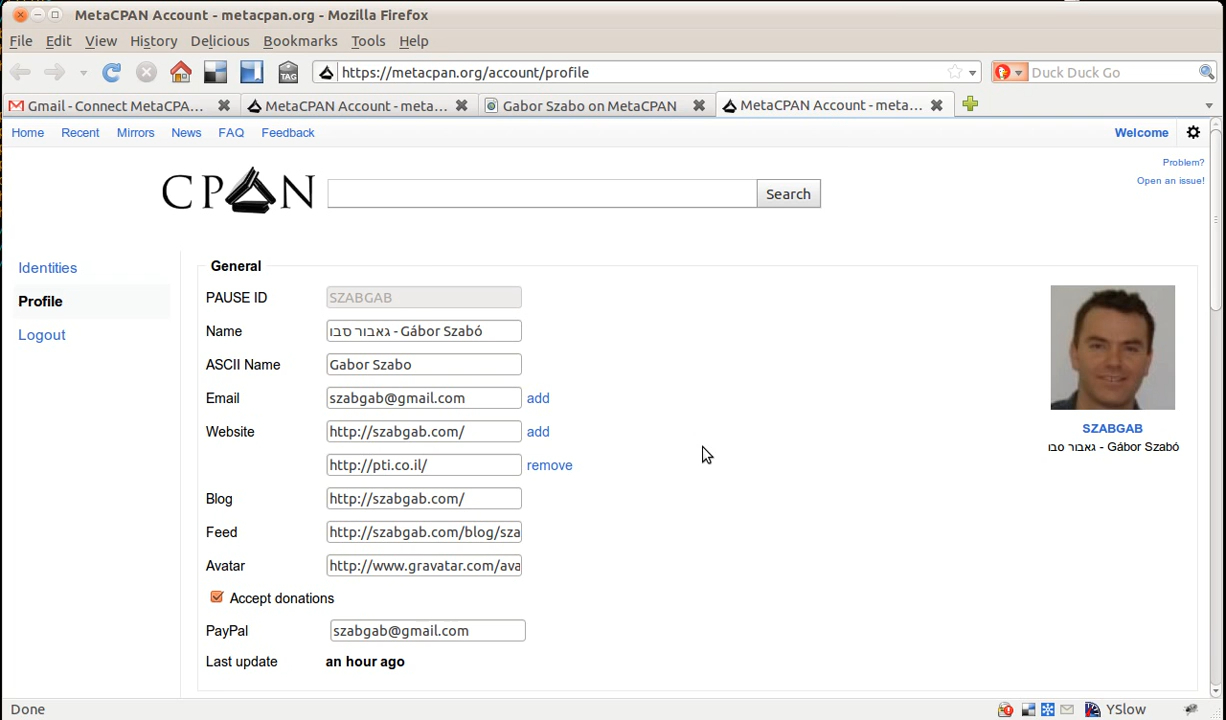 MetaCPAN Account - metacpan.org - Mozilla Firefox
File Edit View History Delicious Bookmarks Tools Help
TAG https://metacpan.org/account/profile Duck Duck Go
Gmail - Connect MetaCPA... MetaCPAN Account - meta... Gabor Szabo on MetaCPAN MetaCPAN Account - meta...
Home Recent Mirrors News FAQ Feedback Welcome
Problem?
Open an issue!
CPAN Search
Identities
Profile
Logout
General
PAUSE ID SZABGAB
Name גאבור סבו - Gábor Szabó
ASCII Name Gabor Szabo
Email szabgab@gmail.com add
Website http://szabgab.com/ add
http://pti.co.il/ remove
Blog http://szabgab.com/
Feed http://szabgab.com/blog/sza
Avatar http://www.gravatar.com/ava
Accept donations
PayPal szabgab@gmail.com
Last update an hour ago
SZABGAB
גאבור סבו - Gábor Szabó
Done YSlow